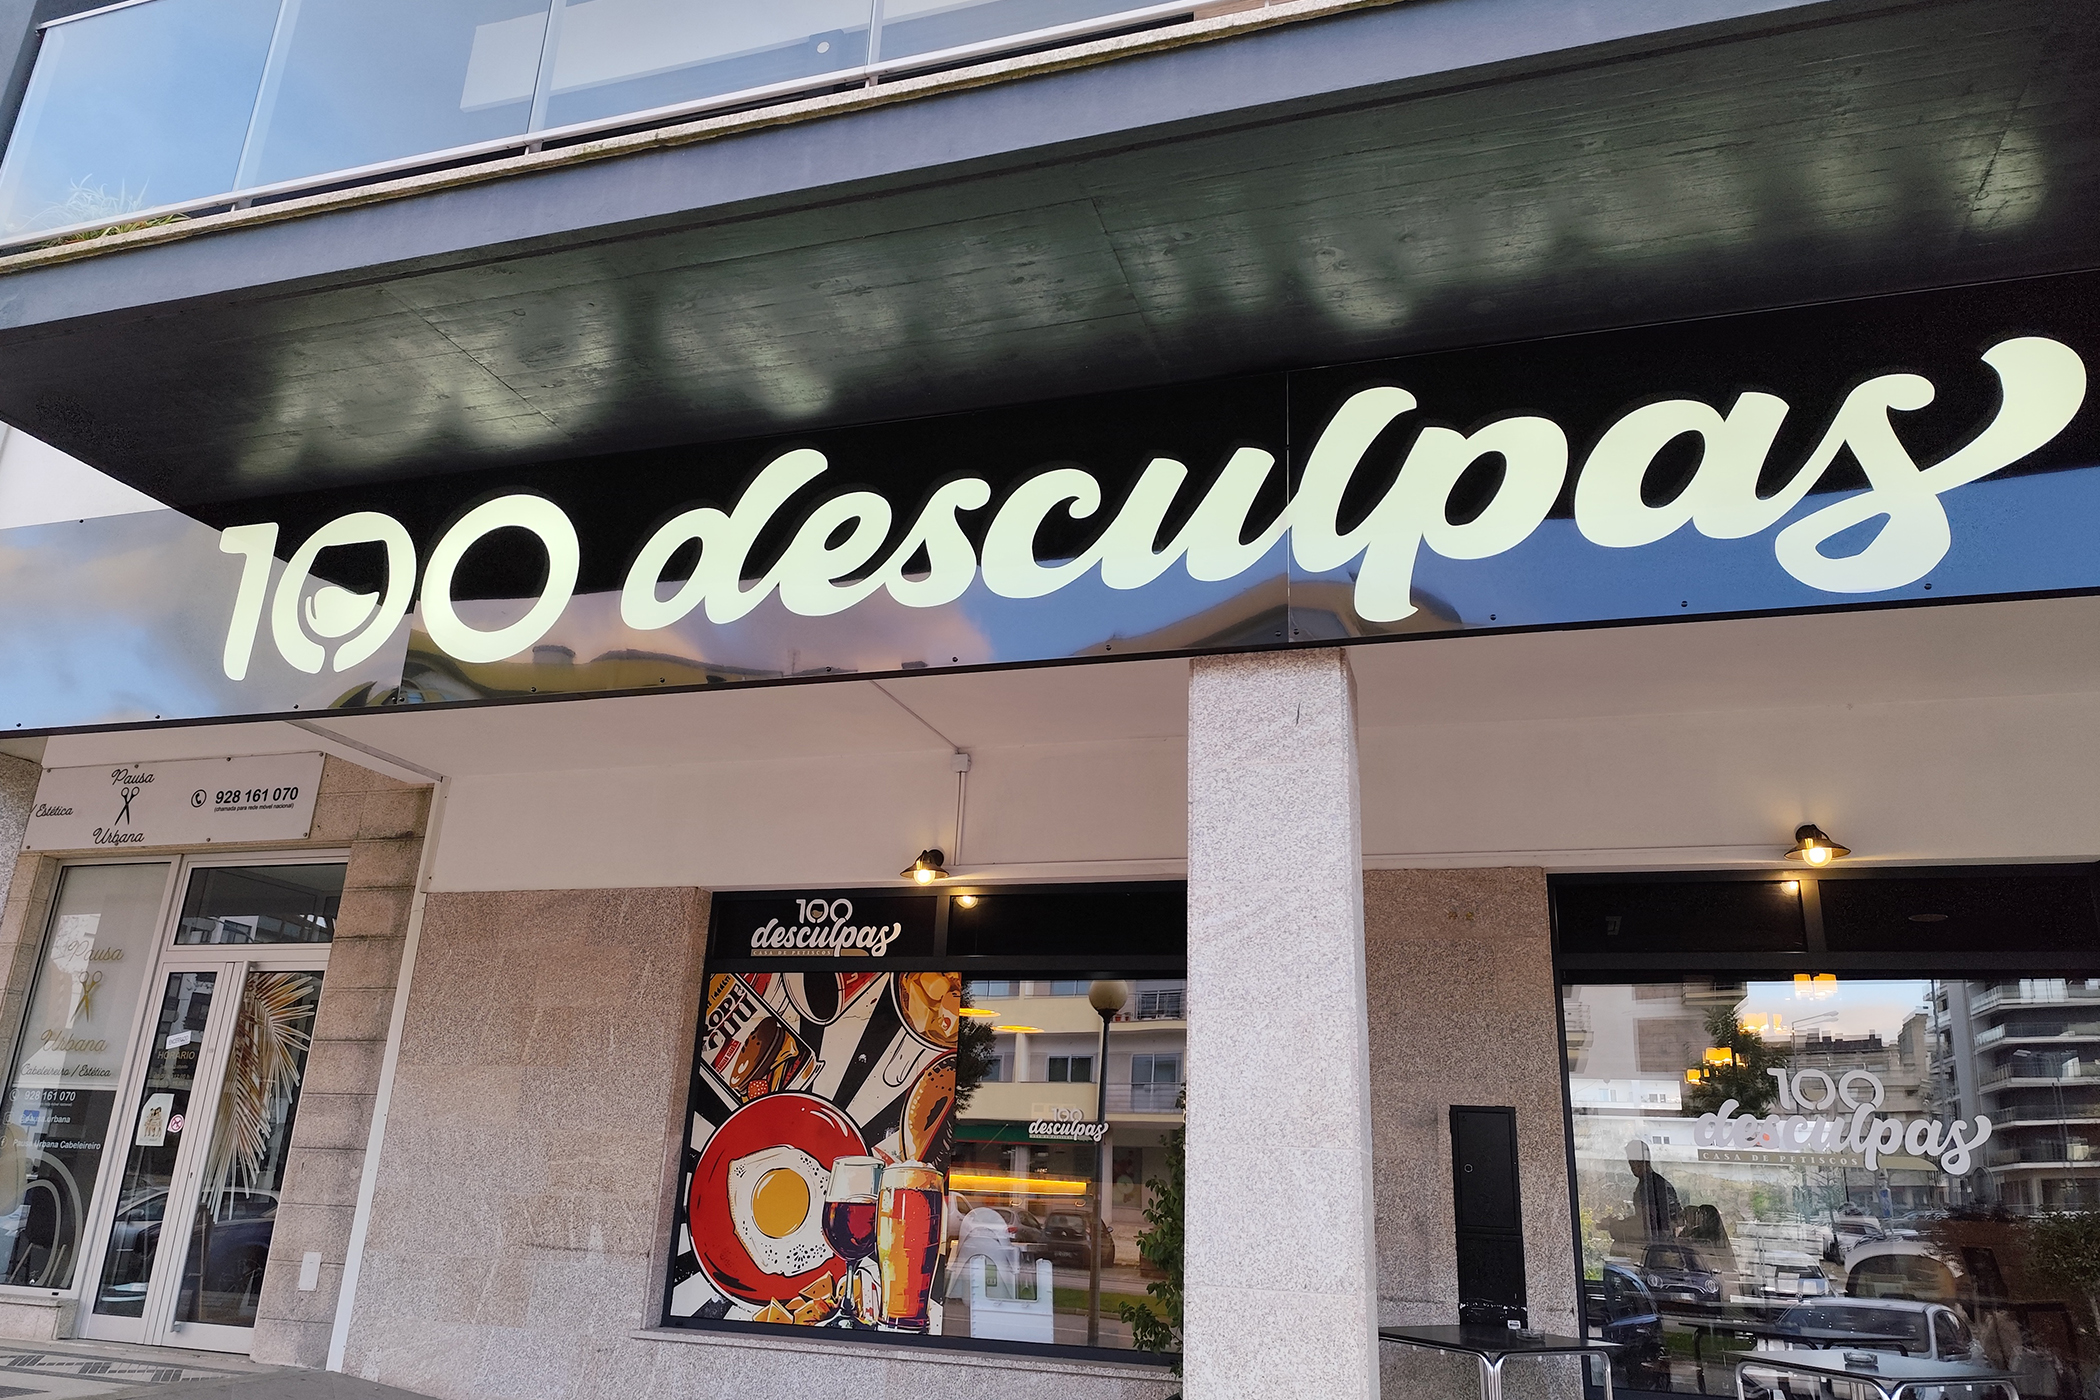 100 desculpas
/ Estética
Pausa
Urbana
928 161 070
(chamada para rede móvel nacional)
100
desculpas
CASA DE PETISCOS
100
desculpas
100
desculpas
CASA DE PETISCOS
Pausa
Urbana
Cabeleireiro / Estética
928 161 070
Pausa Urbana Cabeleireiro
HORÁRIO